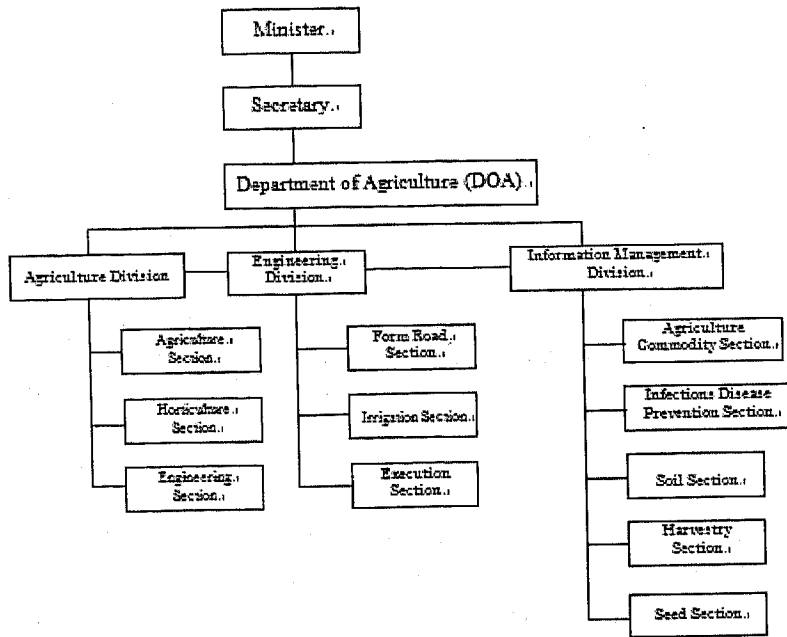 Minister.
Secretary.
Department of Agriculture (DOA).
Agriculture Division
Engineering.
Division.
Information Management.
Division.
Agriculture.
Section.
Horticulture.
Section.
Engineering.
Section.
Form Road.
Section.
Irrigation Section.
Execution
Section.
Agriculture
Commodity Section.
Infections Disease
Prevention Section.
Soil Section.
Harvestry
Section.
Seed Section.